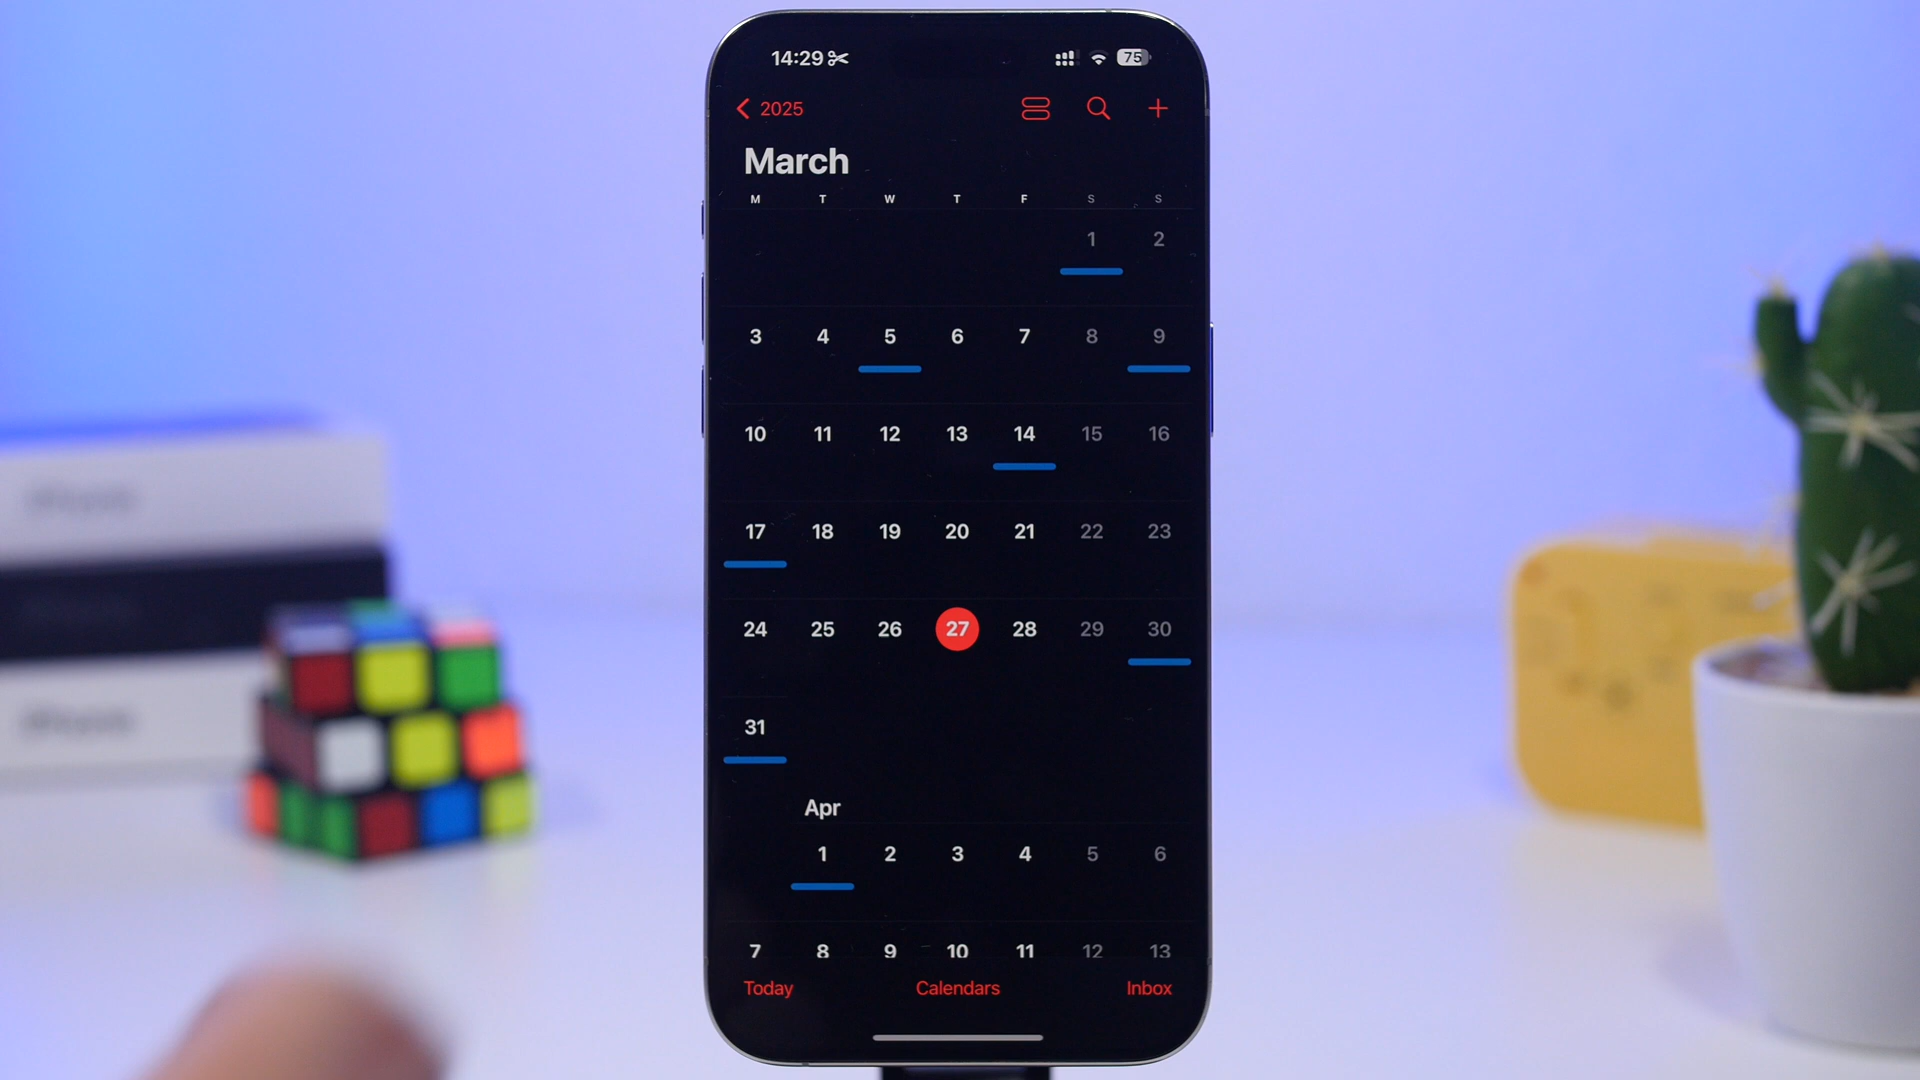 14:29 75
2025
March
M T W T F S S
1 2
3 4 5 6 7 8 9
10 11 12 13 14 15 16
17 18 19 20 21 22 23
24 25 26 27 28 29 30
31
Apr
1 2 3 4 5 6
7 8 9 10 11 12 13
Today Calendars Inbox
iPhone
iPhone